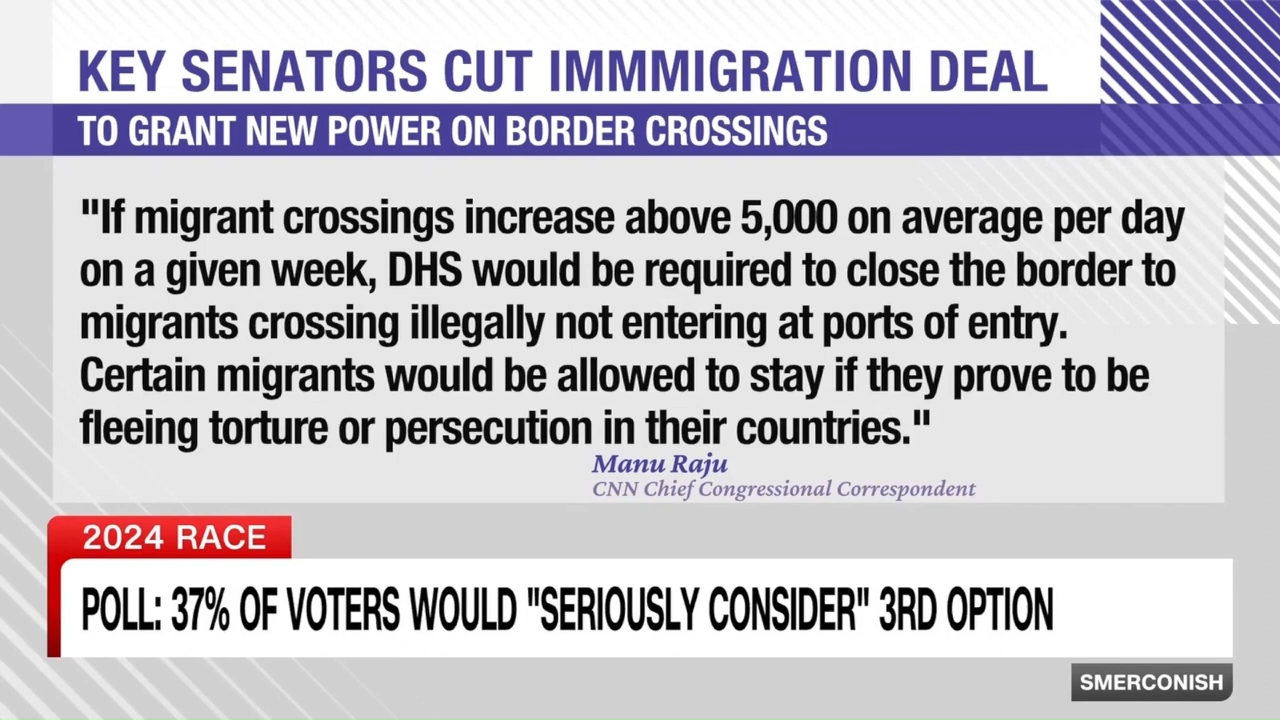 KEY SENATORS CUT IMMMIGRATION DEAL
TO GRANT NEW POWER ON BORDER CROSSINGS
"If migrant crossings increase above 5,000 on average per day
on a given week, DHS would be required to close the border to
migrants crossing illegally not entering at ports of entry.
Certain migrants would be allowed to stay if they prove to be
fleeing torture or persecution in their countries."
Manu Raju
CNN Chief Congressional Correspondent
2024 RACE
POLL: 37% OF VOTERS WOULD "SERIOUSLY CONSIDER" 3RD OPTION
SMERCONISH